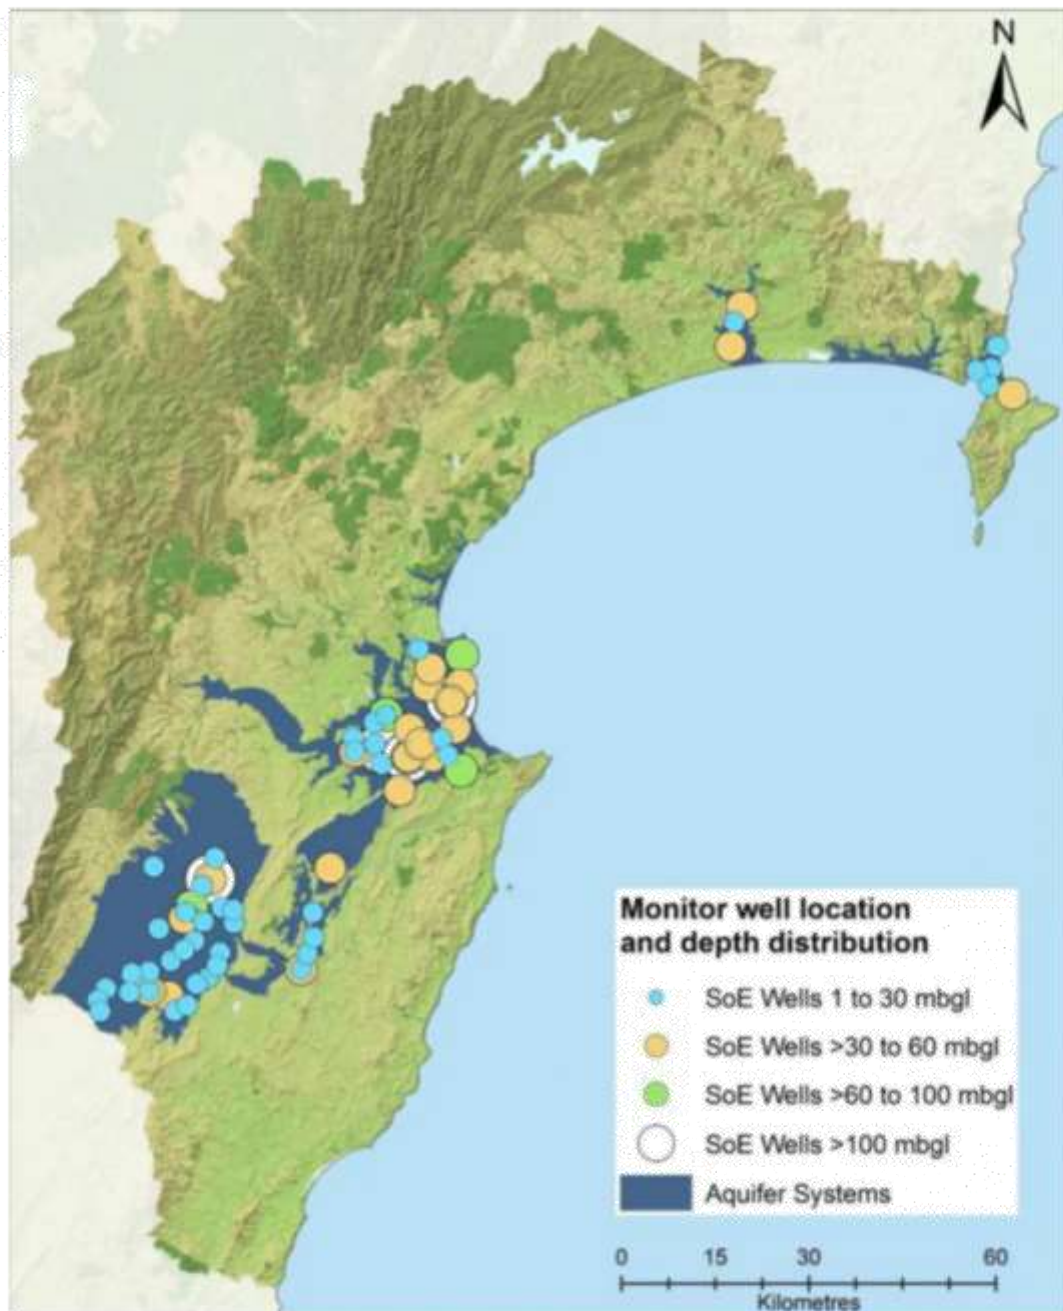 N
Monitor well location
and depth distribution
SoE Wells 1 to 30 mbgl
SoE Wells >30 to 60 mbgl
SoE Wells >60 to 100 mbgl
SoE Wells >100 mbgl
Aquifer Systems
0 15 30 60
Kilometres